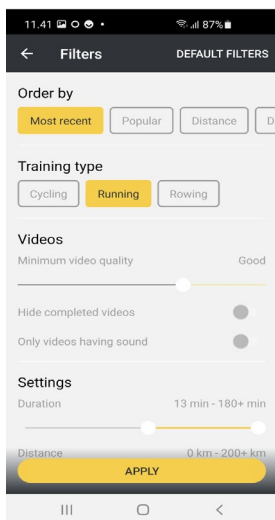 11.41 87%
← Filters DEFAULT FILTERS
Order by
Most recent Popular Distance D
Training type
Cycling Running Rowing
Videos
Minimum video quality Good
Hide completed videos
Only videos having sound
Settings
Duration 13 min - 180+ min
Distance 0 km - 200+ km
APPLY